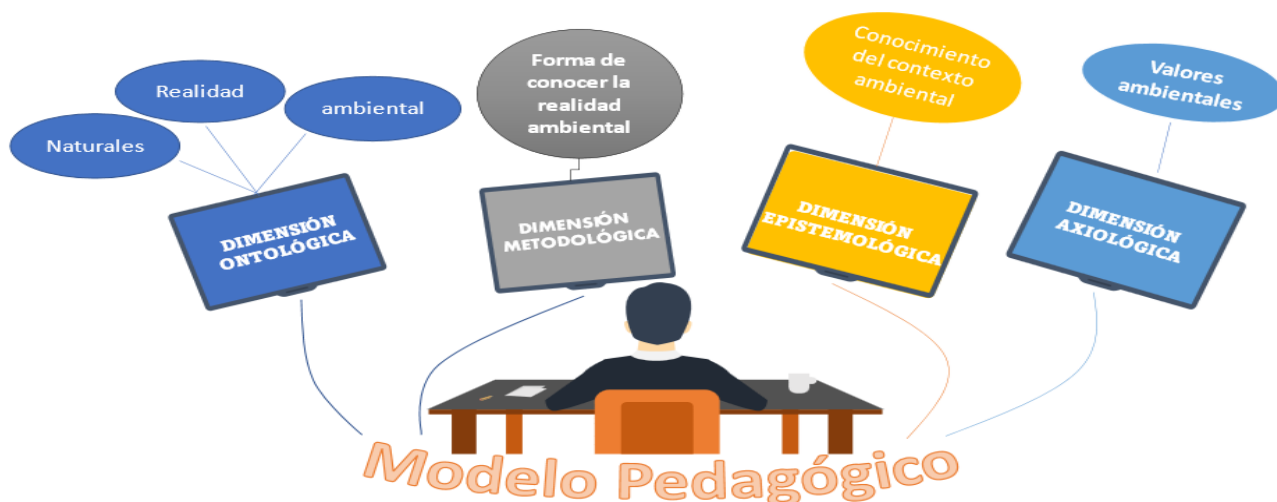 Naturales
Realidad
ambiental
Forma de
conocer la
realidad
ambiental
Conocimiento
del contexto
ambiental
Valores
ambientales
DIMENSIÓN
ONTOLÓGICA
DIMENSIÓN
METODOLÓGICA
DIMENSIÓN
EPISTEMOLÓGICA
DIMENSIÓN
AXIOLÓGICA
Modelo Pedagógico